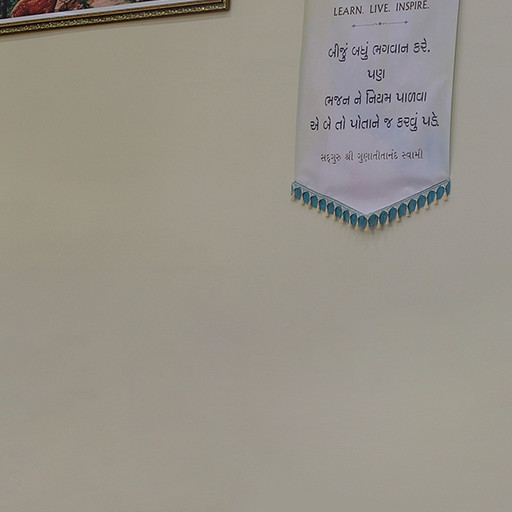 LEARN. LIVE. INSPIRE.
બીજું બધું ભગવાન કરે.
પણ
ભજન ને નિયમ પાળવા
એ બે તો પોતાને જ કરવું પડે.
સદ્ગુરુ શ્રી ગુણાતીતાનંદ સ્વામી